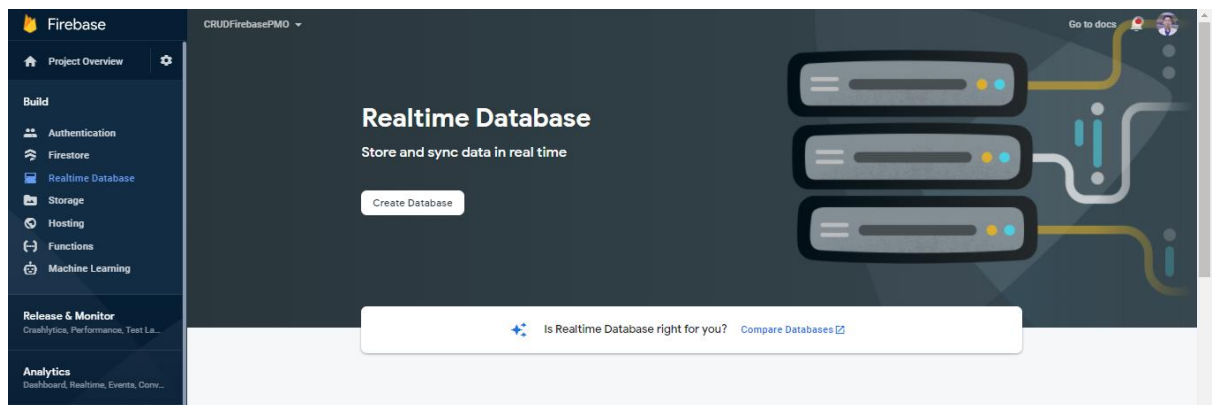 Firebase
Project Overview
Build
Authentication
Firestore
Realtime Database
Storage
Hosting
Functions
Machine Learning
Release & Monitor
Crashlytics, Performance, Test La...
Analytics
Dashboard, Realtime, Events, Conv...
CRUDFirebasePMO
Go to docs
Realtime Database
Store and sync data in real time
Create Database
Is Realtime Database right for you? Compare Databases